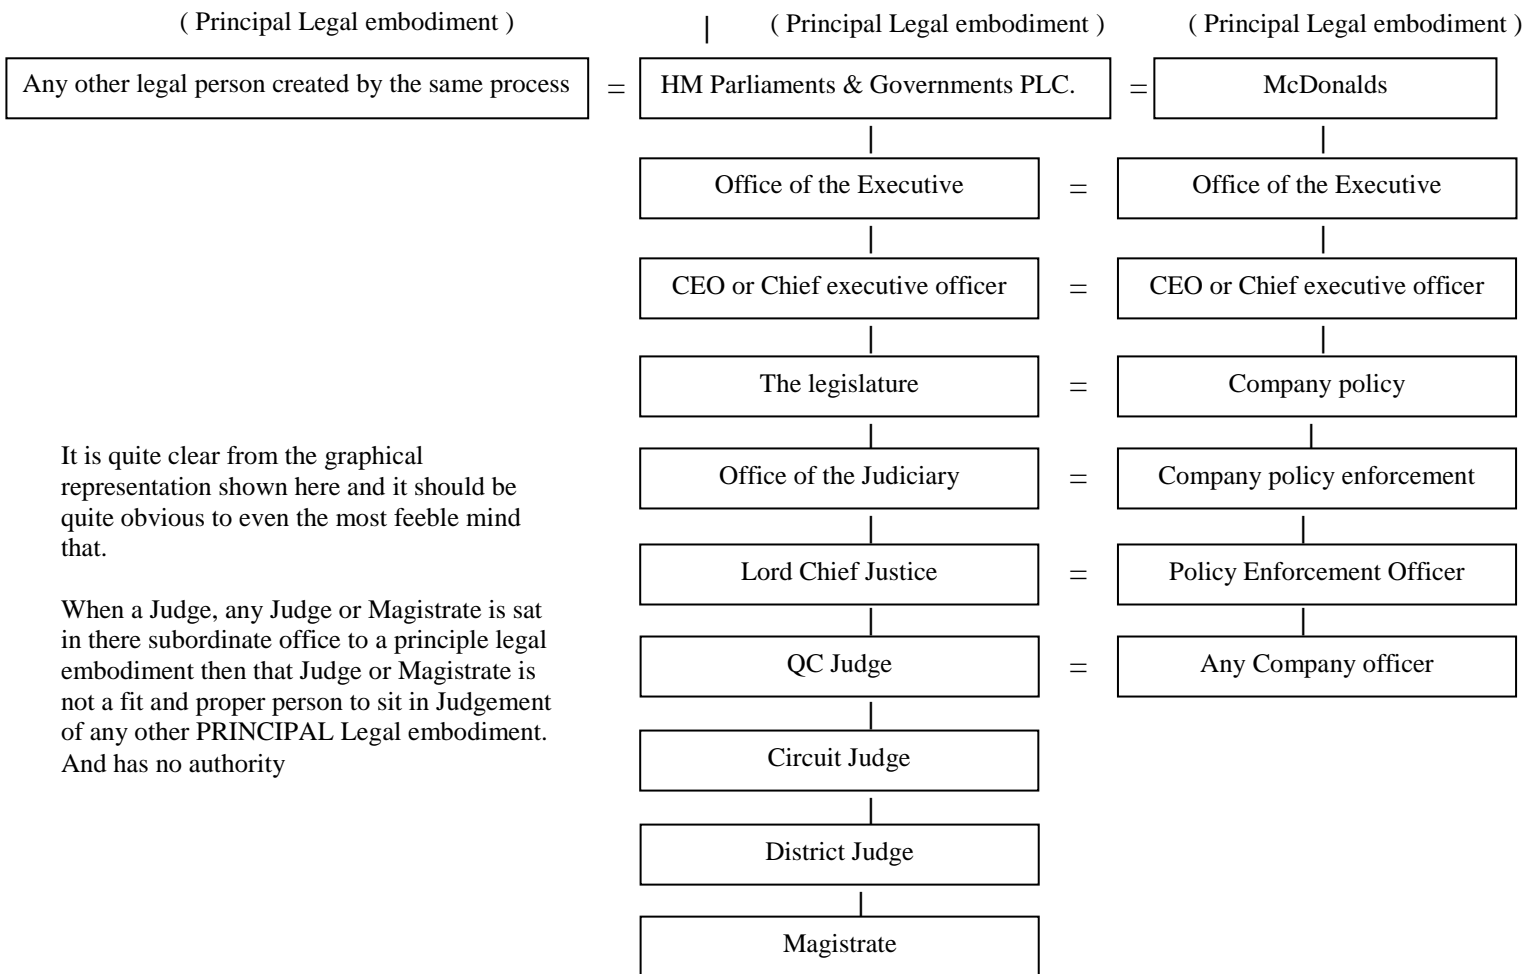 ( Principal Legal embodiment ) | ( Principal Legal embodiment ) ( Principal Legal embodiment )
Any other legal person created by the same process = HM Parliaments & Governments PLC. = McDonalds
Office of the Executive = Office of the Executive
CEO or Chief executive officer = CEO or Chief executive officer
The legislature = Company policy
Office of the Judiciary = Company policy enforcement
Lord Chief Justice = Policy Enforcement Officer
QC Judge = Any Company officer
Circuit Judge
District Judge
Magistrate
It is quite clear from the graphical
representation shown here and it should be
quite obvious to even the most feeble mind
that.
When a Judge, any Judge or Magistrate is sat
in there subordinate office to a principle legal
embodiment then that Judge or Magistrate is
not a fit and proper person to sit in Judgement
of any other PRINCIPAL Legal embodiment.
And has no authority